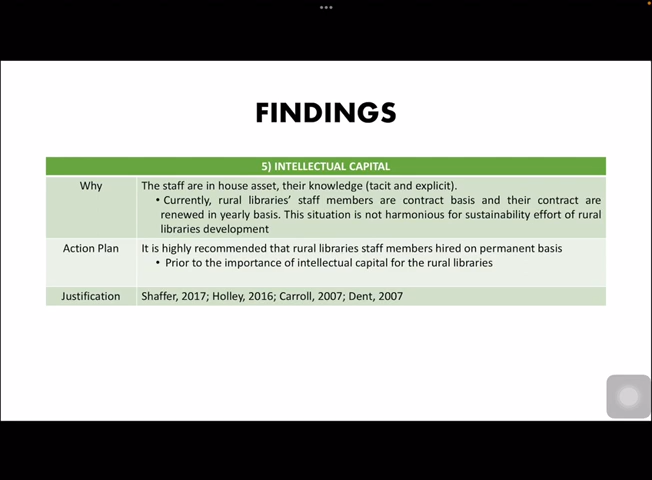 FINDINGS
5) INTELLECTUAL CAPITAL
Why
The staff are in house asset, their knowledge (tacit and explicit).
• Currently, rural libraries' staff members are contract basis and their contract are
renewed in yearly basis. This situation is not harmonious for sustainability effort of rural
libraries development
Action Plan
It is highly recommended that rural libraries staff members hired on permanent basis
• Prior to the importance of intellectual capital for the rural libraries
Justification
Shaffer, 2017; Holley, 2016; Carroll, 2007; Dent, 2007